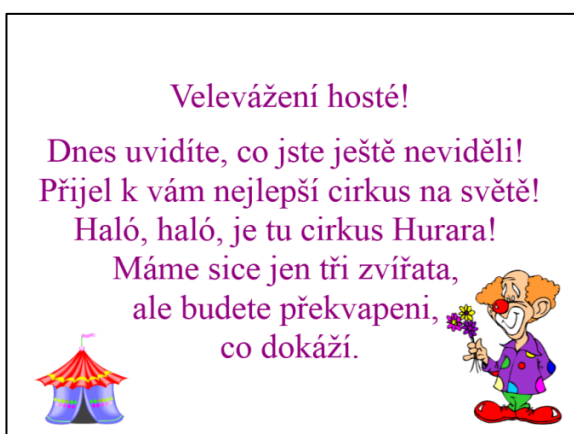 Velevážení hosté!
Dnes uvidíte, co jste ještě neviděli!
Přijel k vám nejlepší cirkus na světě!
Haló, haló, je tu cirkus Hurara!
Máme sice jen tři zvířata,
ale budete překvapeni,
co dokáží.